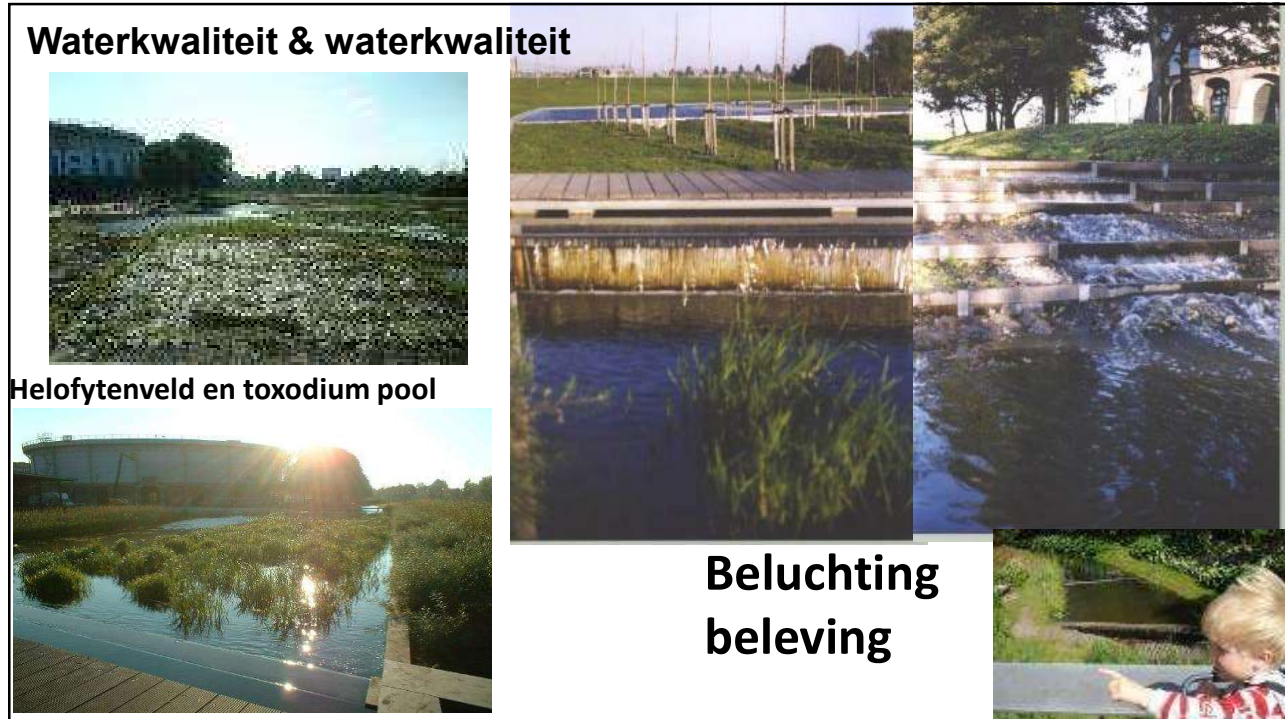 Waterkwaliteit & waterkwaliteit
Helofytenveld en toxodium pool
Beluchting
beleving